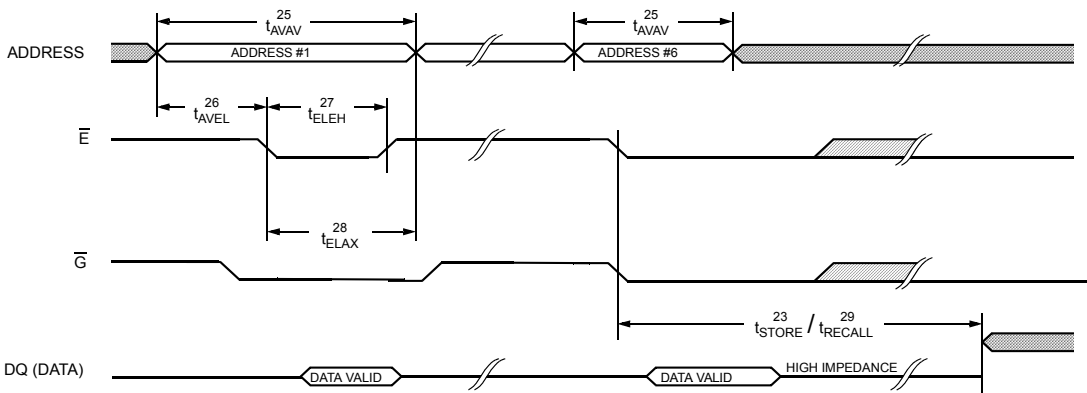 25 25
tAVAV tAVAV
ADDRESS ADDRESS #1 ADDRESS #6
26 27
tAVEL tELEH
E
28
tELAX
G
23 29
tSTORE / tRECALL
DQ (DATA) DATA VALID DATA VALID HIGH IMPEDANCE